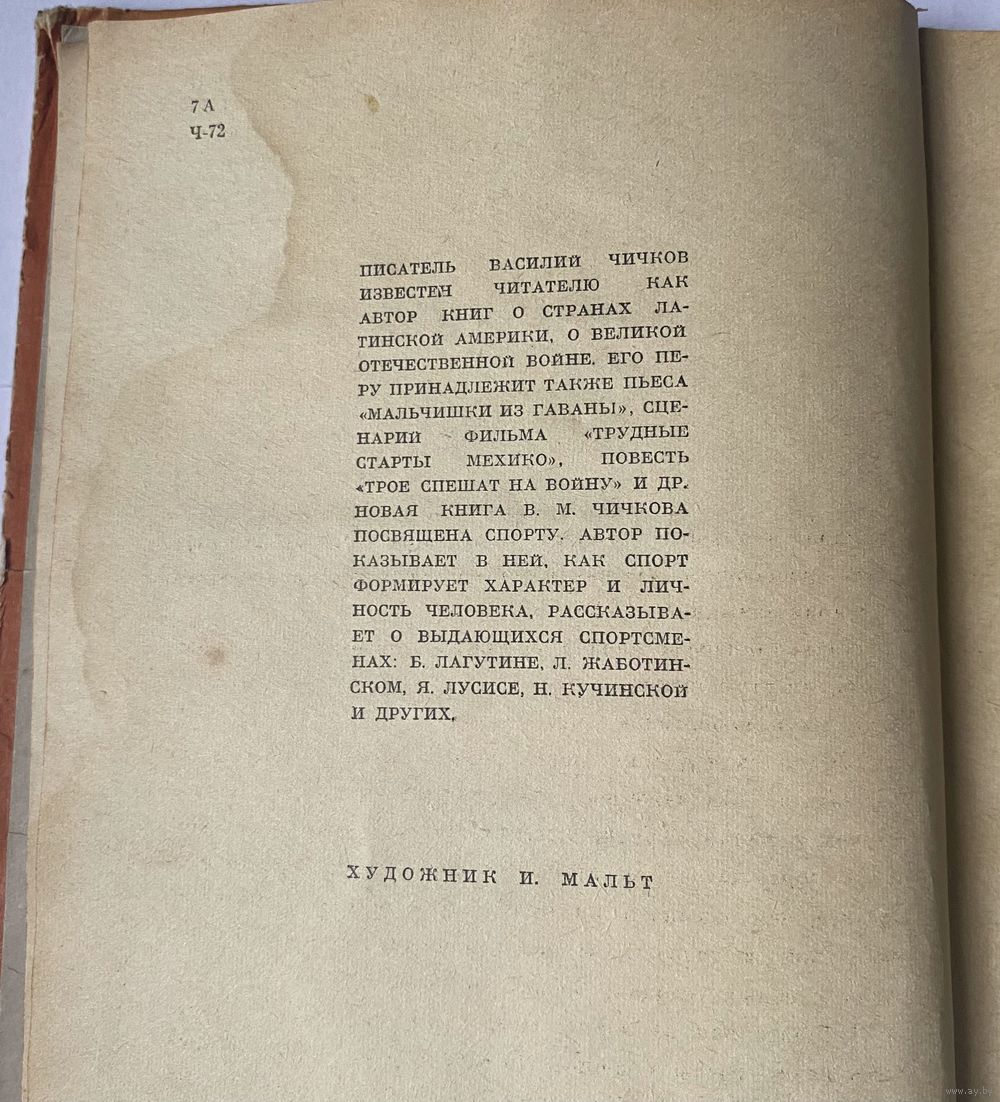 7 А
Ч-72
ПИСАТЕЛЬ ВАСИЛИЙ ЧИЧКОВ
ИЗВЕСТЕН ЧИТАТЕЛЮ КАК
АВТОР КНИГ О СТРАНАХ ЛА-
ТИНСКОЙ АМЕРИКИ, О ВЕЛИКОЙ
ОТЕЧЕСТВЕННОЙ ВОЙНЕ. ЕГО ПЕ-
РУ ПРИНАДЛЕЖИТ ТАКЖЕ ПЬЕСА
«МАЛЬЧИШКИ ИЗ ГАВАНЫ», СЦЕ-
НАРИЙ ФИЛЬМА «ТРУДНЫЕ
СТАРТЫ МЕХИКО», ПОВЕСТЬ
«ТРОЕ СПЕШАТ НА ВОЙНУ» И ДР.
НОВАЯ КНИГА В. М. ЧИЧКОВА
ПОСВЯЩЕНА СПОРТУ. АВТОР ПО-
КАЗЫВАЕТ В НЕЙ, КАК СПОРТ
ФОРМИРУЕТ ХАРАКТЕР И ЛИЧ-
НОСТЬ ЧЕЛОВЕКА, РАССКАЗЫВА-
ЕТ О ВЫДАЮЩИХСЯ СПОРТСМЕ-
НАХ: Б. ЛАГУТИНЕ, Л. ЖАБОТИН-
СКОМ, Я. ЛУСИСЕ, Н. КУЧИНСКОЙ
И ДРУГИХ.
ХУДОЖНИК И. МАЛЬТ
www.ay.by